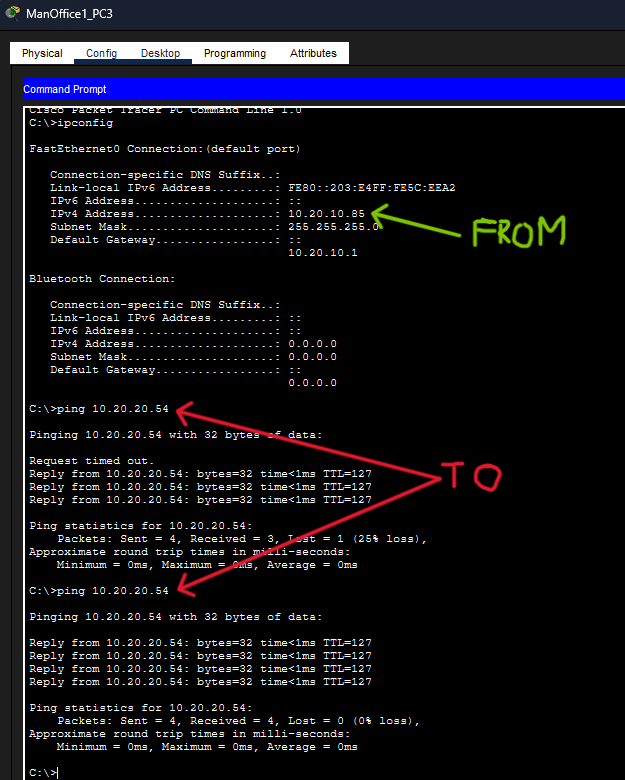 ManOffice1_PC3
Physical Config Desktop Programming Attributes
Command Prompt
Cisco Packet Tracer PC Command Line 1.0
C:\>ipconfig
FastEthernet0 Connection:(default port)
Connection-specific DNS Suffix..:
Link-local IPv6 Address.........: FE80::203:E4FF:FE5C:EEA2
IPv6 Address....................: ::
IPv4 Address....................: 10.20.10.85
Subnet Mask.....................: 255.255.255.0
FROM
Default Gateway.................: ::
10.20.10.1
Bluetooth Connection:
Connection-specific DNS Suffix..:
Link-local IPv6 Address.........: ::
IPv6 Address....................: ::
IPv4 Address....................: 0.0.0.0
Subnet Mask.....................: 0.0.0.0
Default Gateway.................: ::
0.0.0.0
C:\>ping 10.20.20.54
Pinging 10.20.20.54 with 32 bytes of data:
Request timed out.
Reply from 10.20.20.54: bytes=32 time<1ms TTL=127
Reply from 10.20.20.54: bytes=32 time<1ms TTL=127
TO
Reply from 10.20.20.54: bytes=32 time<1ms TTL=127
Ping statistics for 10.20.20.54:
Packets: Sent = 4, Received = 3, Lost = 1 (25% loss),
Approximate round trip times in milli-seconds:
Minimum = 0ms, Maximum = 0ms, Average = 0ms
C:\>ping 10.20.20.54
Pinging 10.20.20.54 with 32 bytes of data:
Reply from 10.20.20.54: bytes=32 time<1ms TTL=127
Reply from 10.20.20.54: bytes=32 time<1ms TTL=127
Reply from 10.20.20.54: bytes=32 time<1ms TTL=127
Reply from 10.20.20.54: bytes=32 time<1ms TTL=127
Ping statistics for 10.20.20.54:
Packets: Sent = 4, Received = 4, Lost = 0 (0% loss),
Approximate round trip times in milli-seconds:
Minimum = 0ms, Maximum = 0ms, Average = 0ms
C:\>